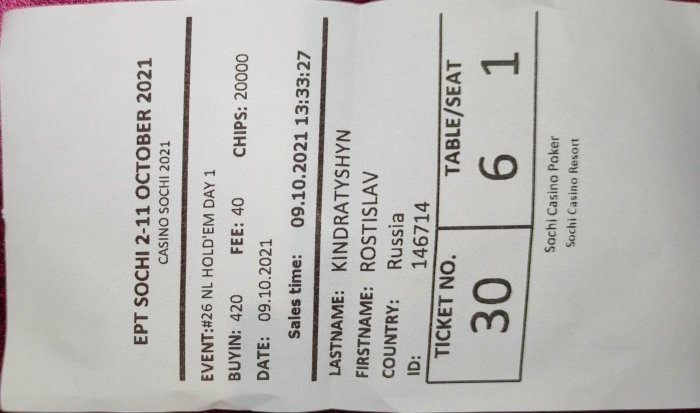 EPT SOCHI 2-11 OCTOBER 2021
CASINO SOCHI 2021
EVENT:#26 NL HOLD'EM DAY 1
BUYIN: 420 FEE: 40 CHIPS: 20000
DATE: 09.10.2021
Sales time: 09.10.2021 13:33:27
LASTNAME: KINDRATYSHYN
FIRSTNAME: ROSTISLAV
COUNTRY: Russia
ID: 146714
TICKET NO. TABLE/SEAT
30 6 1
Sochi Casino Poker
Sochi Casino Resort